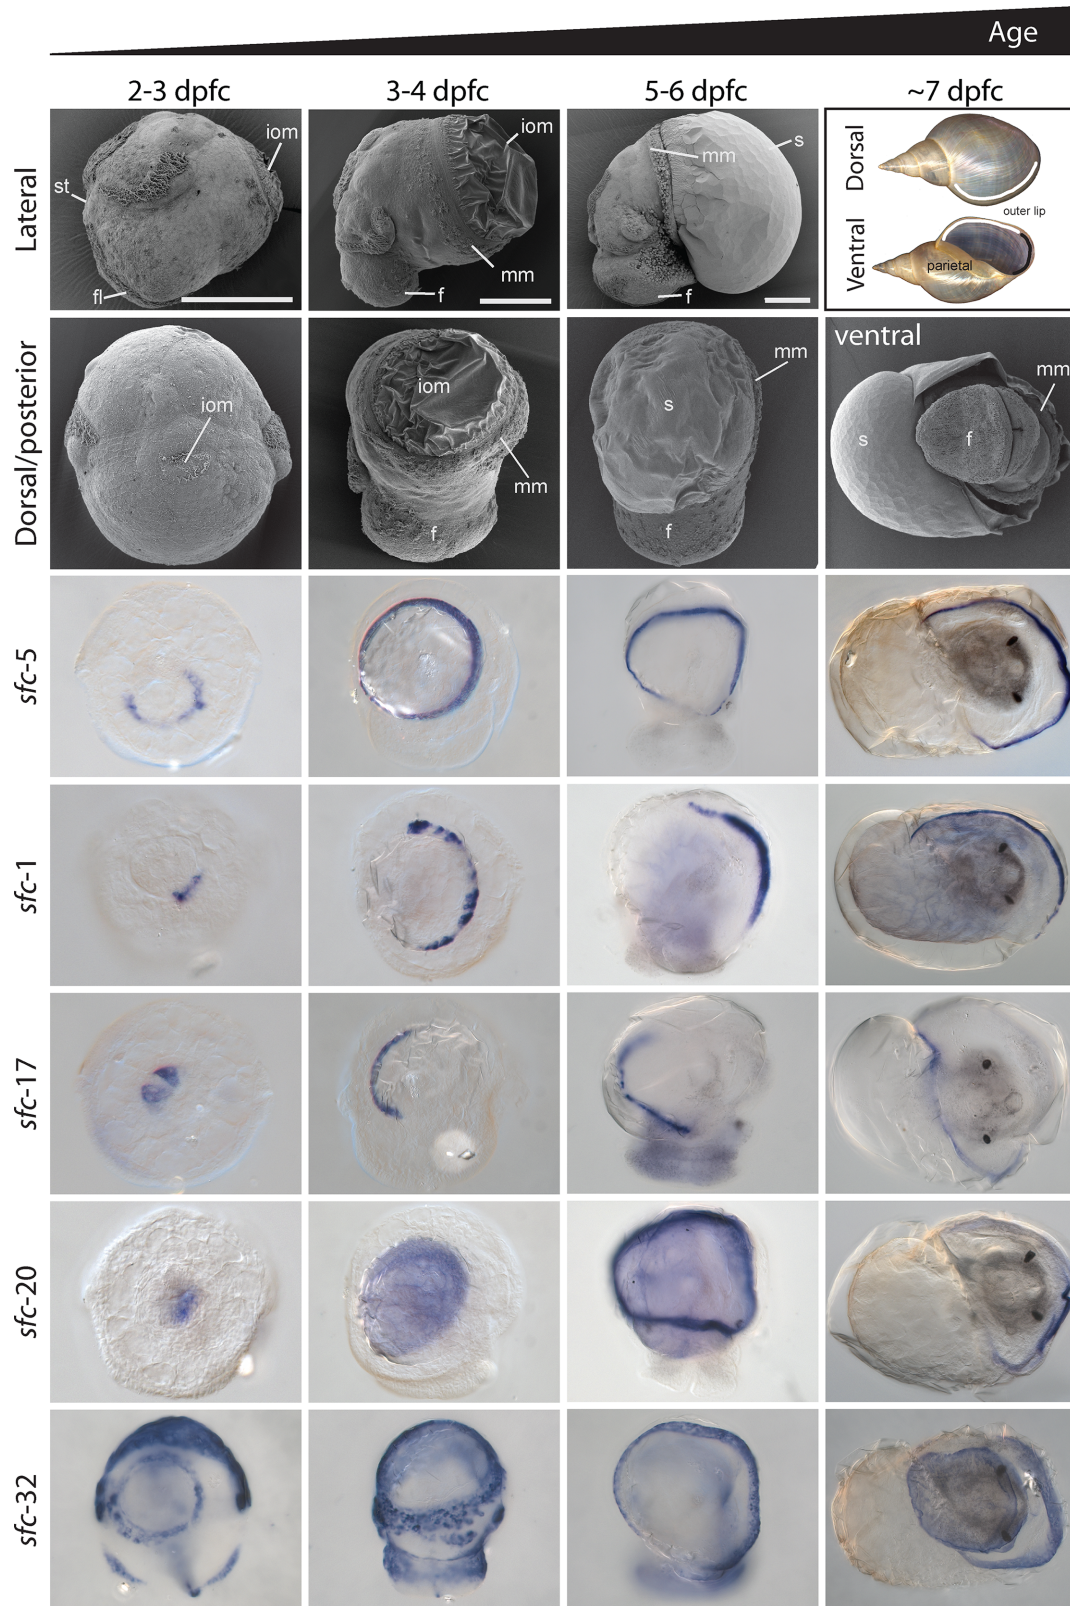 Age
2-3 dpfc
3-4 dpfc
5-6 dpfc
~7 dpfc
Lateral
st
iom
fl
iom
mm
f
mm
s
f
Dorsal
Ventral
outer lip
parietal
Dorsal/posterior
iom
iom
mm
f
mm
s
f
ventral
mm
s
f
sfc-5
sfc-1
sfc-17
sfc-20
sfc-32